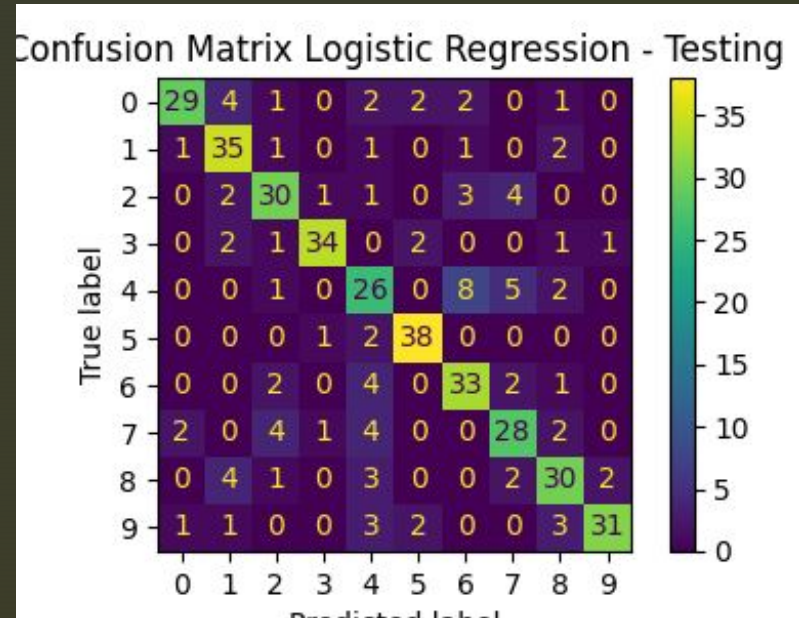 Confusion Matrix Logistic Regression - Testing
0 29 4 1 0 2 2 2 0 1 0
1 1 35 1 0 1 0 1 0 2 0
2 0 2 30 1 1 0 3 4 0 0
3 0 2 1 34 0 2 0 0 1 1
4 0 0 1 0 26 0 8 5 2 0
5 0 0 0 1 2 38 0 0 0 0
6 0 0 2 0 4 0 33 2 1 0
7 2 0 4 1 4 0 0 28 2 0
8 0 4 1 0 3 0 0 2 30 2
9 1 1 0 0 3 2 0 0 3 31
0 1 2 3 4 5 6 7 8 9
True label
Predicted label
35
30
25
20
15
10
5
0